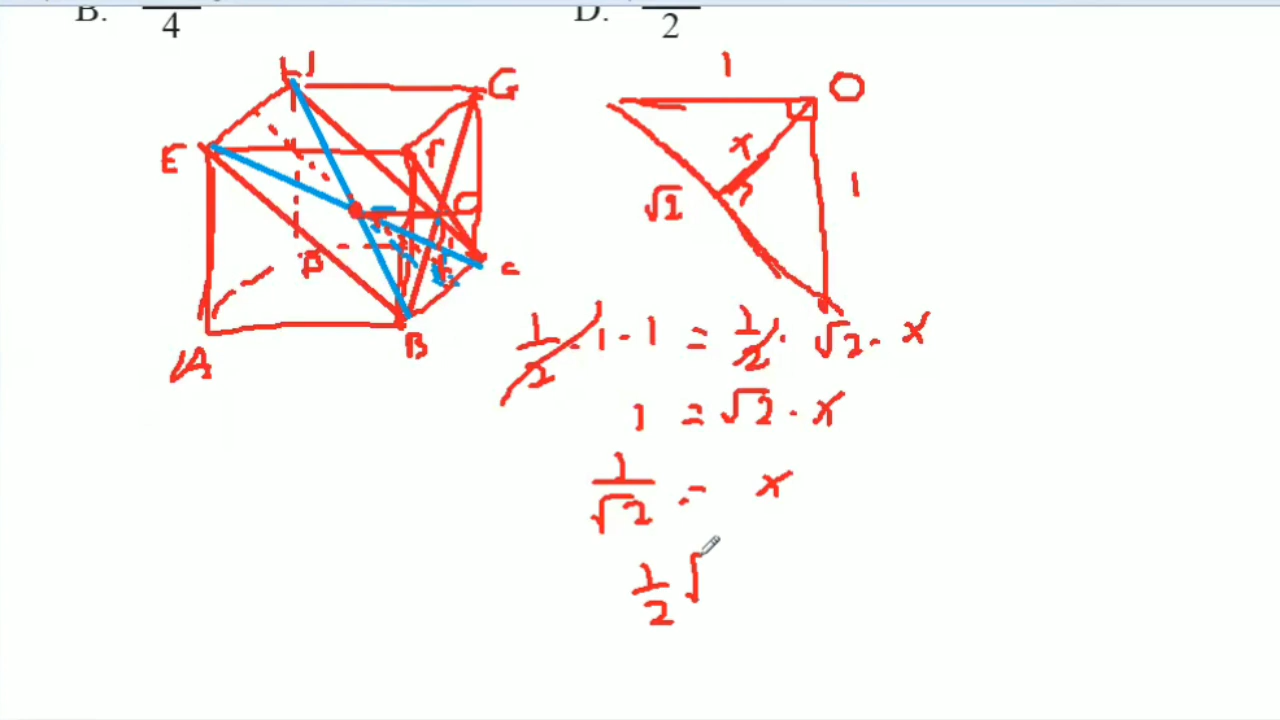 B. 4
D. 2
H
G
E
F
O
D
C
A
B
1
O
x
1
√2
1/2 · 1 · 1 = 1/2 · √2 · x
1 = √2 · x
1/√2 = x
1/2 √